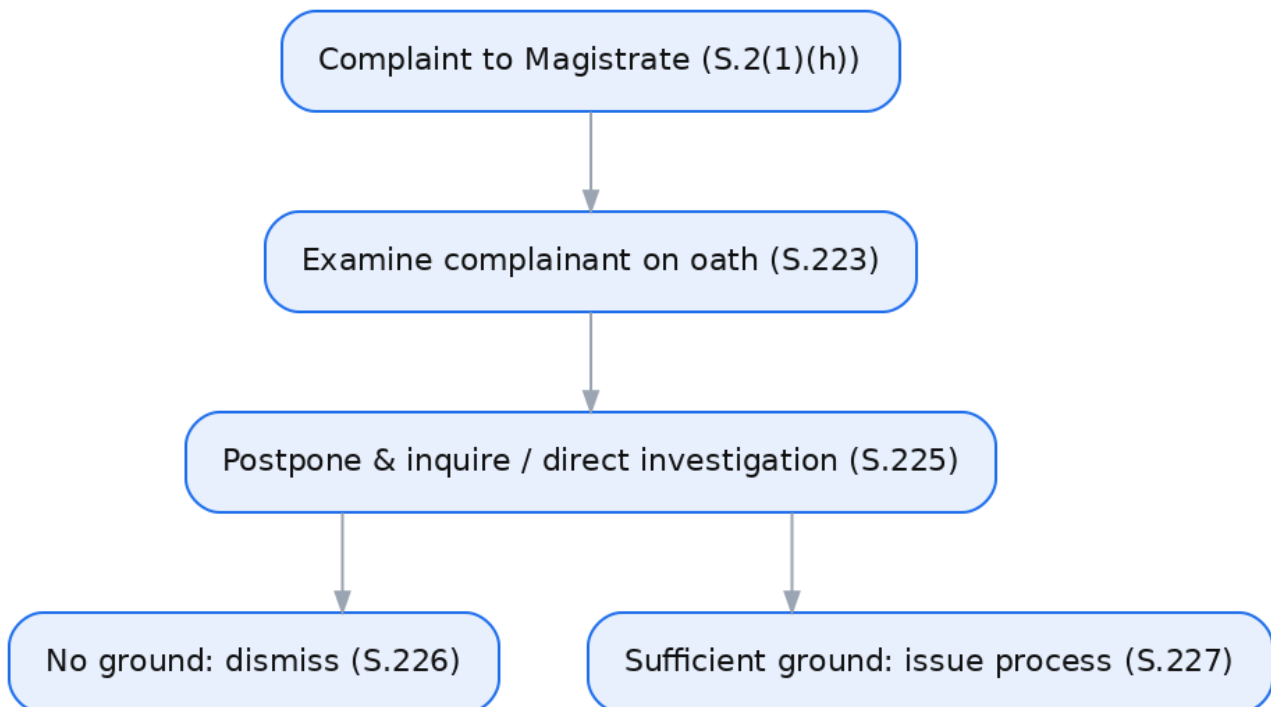 Complaint to Magistrate (S.2(1)(h))
Examine complainant on oath (S.223)
Postpone & inquire / direct investigation (S.225)
No ground: dismiss (S.226)
Sufficient ground: issue process (S.227)